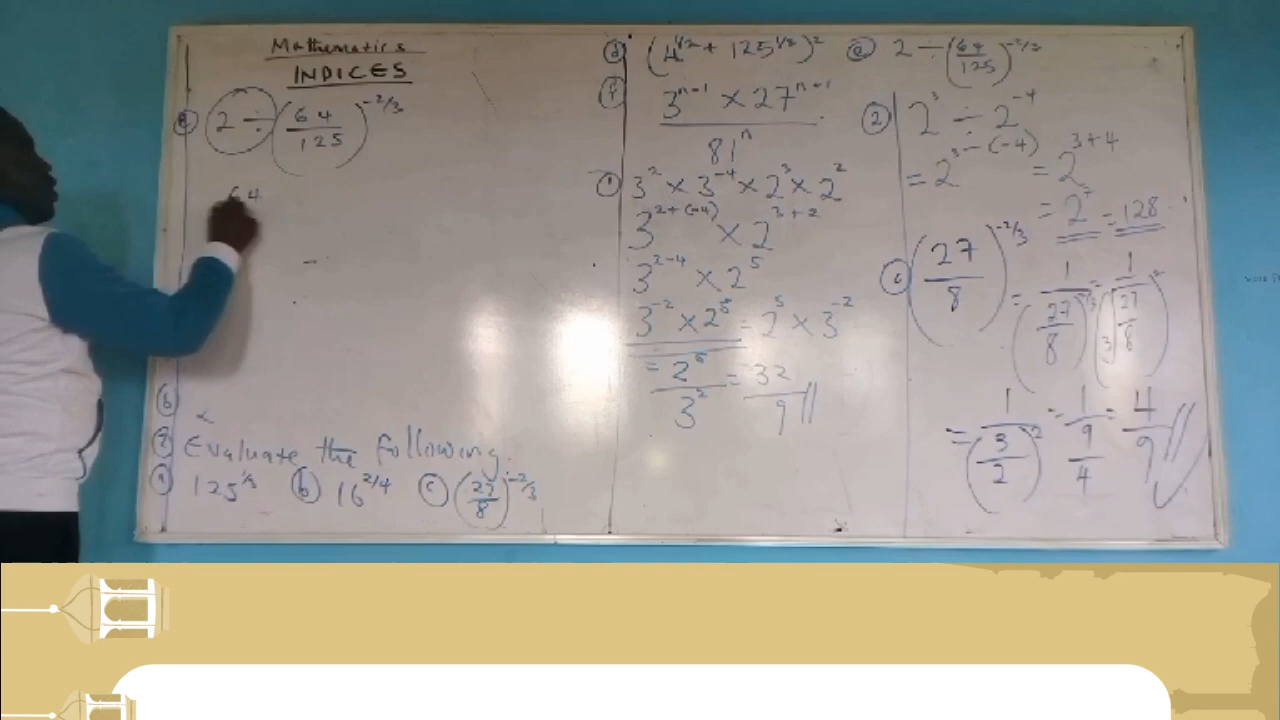 Mathematics
INDICES
ⓔ 2 ÷ (64/125)^-2/3
64
ⓑ
⑧ Evaluate the following.
ⓐ 125^1/3 ⓑ 16^2/4 ⓒ (27/8)^-2/3
ⓓ (4^1/2 + 125^1/3)^2 ⓔ 2 ÷ (64/125)^-2/3
ⓕ 3^n-1 × 27^n+1 / 81^n
① 3^2 × 3^-4 × 2^3 × 2^2
3^2+(-4) × 2^3+2
3^2-4 × 2^5
3^-2 × 2^5 = 2^5 × 3^-2
= 2^5/3^2 = 32/9
② 2^3 ÷ 2^-4
= 2^3-(-4) = 2^3+4
= 2^7 = 128
ⓒ (27/8)^-2/3 = 1/(27/8)^2/3 = 1/(3√27/8)^2
= 1/(3/2)^2 = 1/9/4 = 4/9